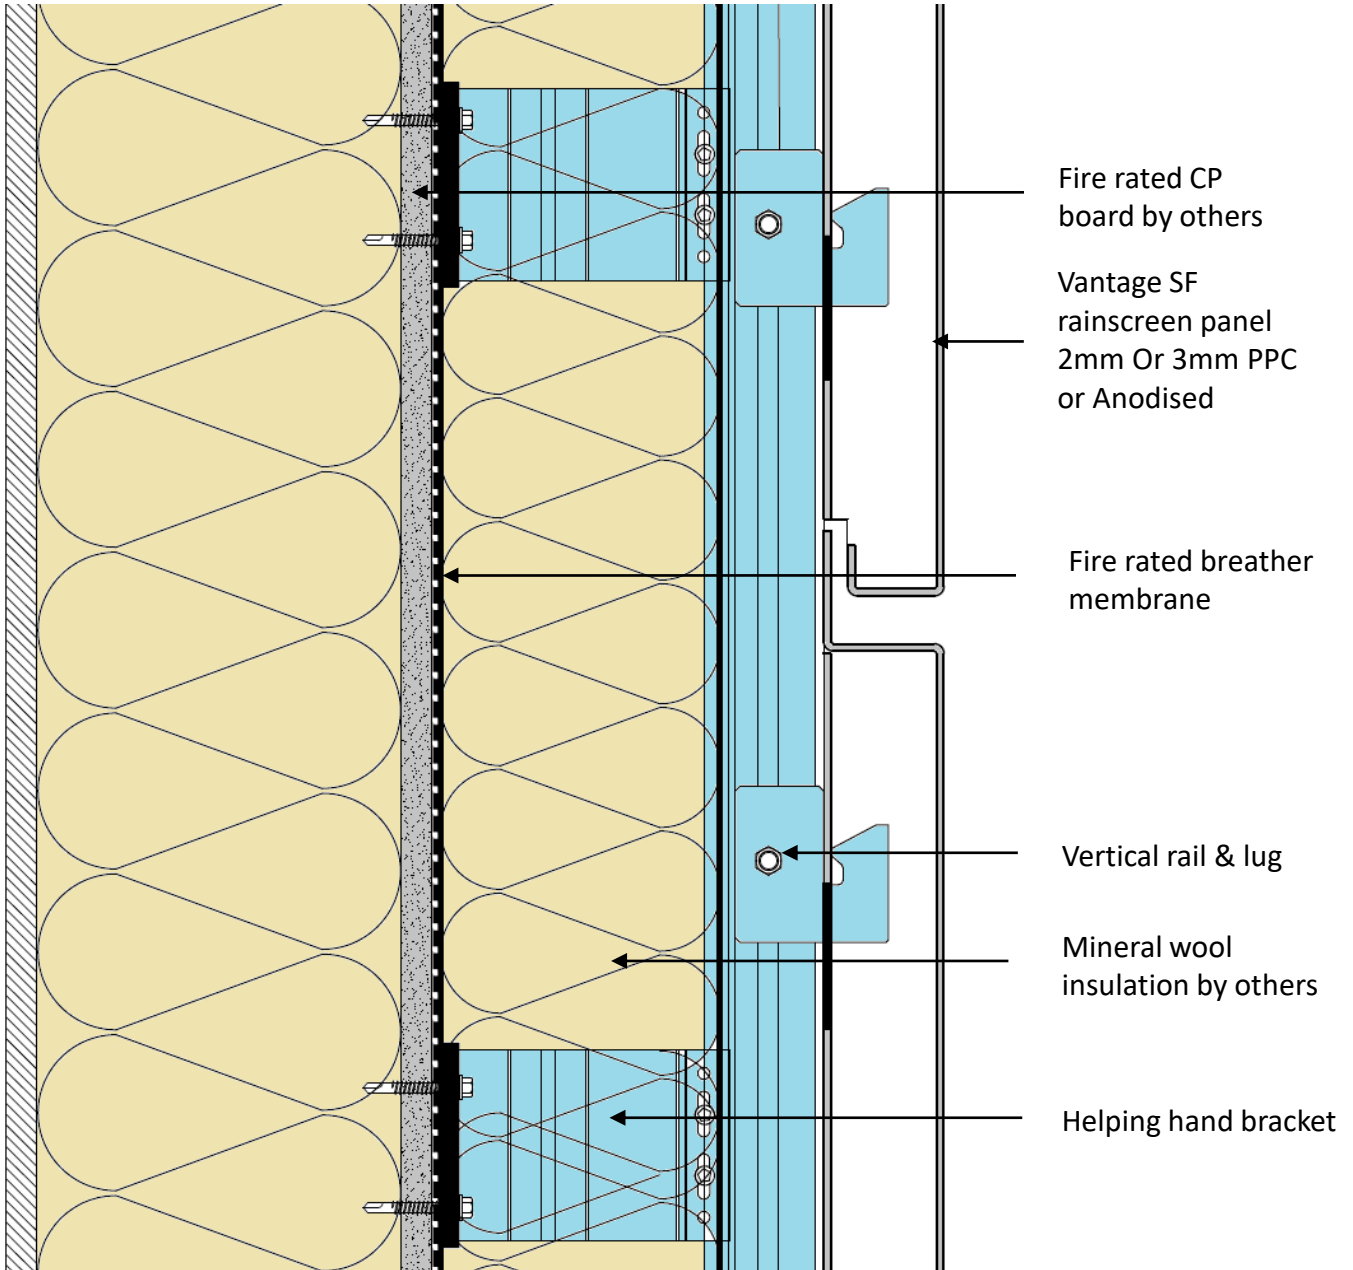 Fire rated CP
board by others
Vantage SF
rainscreen panel
2mm Or 3mm PPC
or Anodised
Fire rated breather
membrane
Vertical rail & lug
Mineral wool
insulation by others
Helping hand bracket